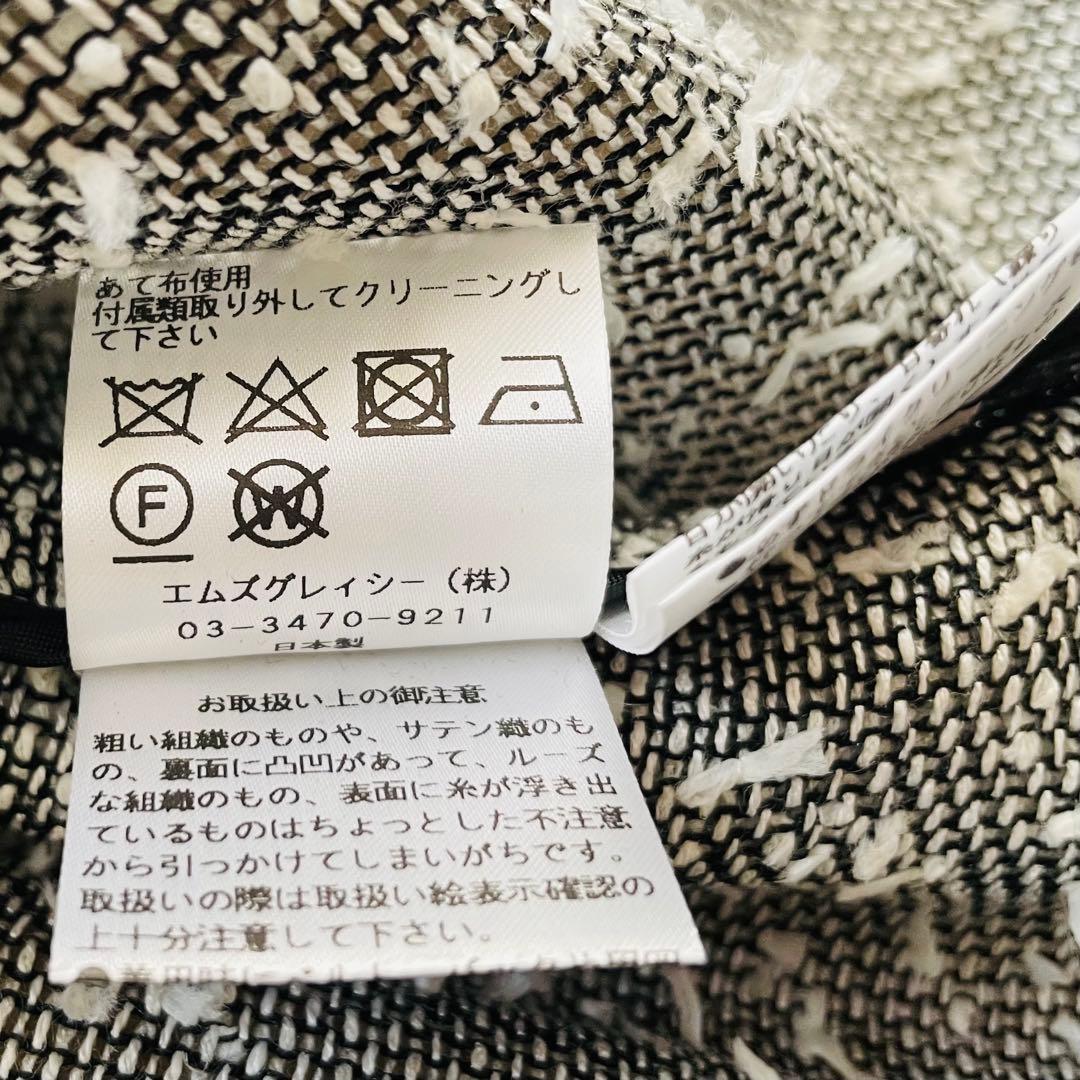 あて布使用
付属類取り外してクリーニングし
て下さい
F
W
エムズグレイシー（株）
03-3470-9211
日本製
お取扱い上の御注意
粗い組織のものや、サテン織のも
の、裏面に凸凹があって、ルーズ
な組織のもの、表面に糸が浮き出
ているものはちょっとした不注意
から引っかけてしまいがちです。
取扱いの際は取扱い絵表示確認の
上十分注意して下さい。